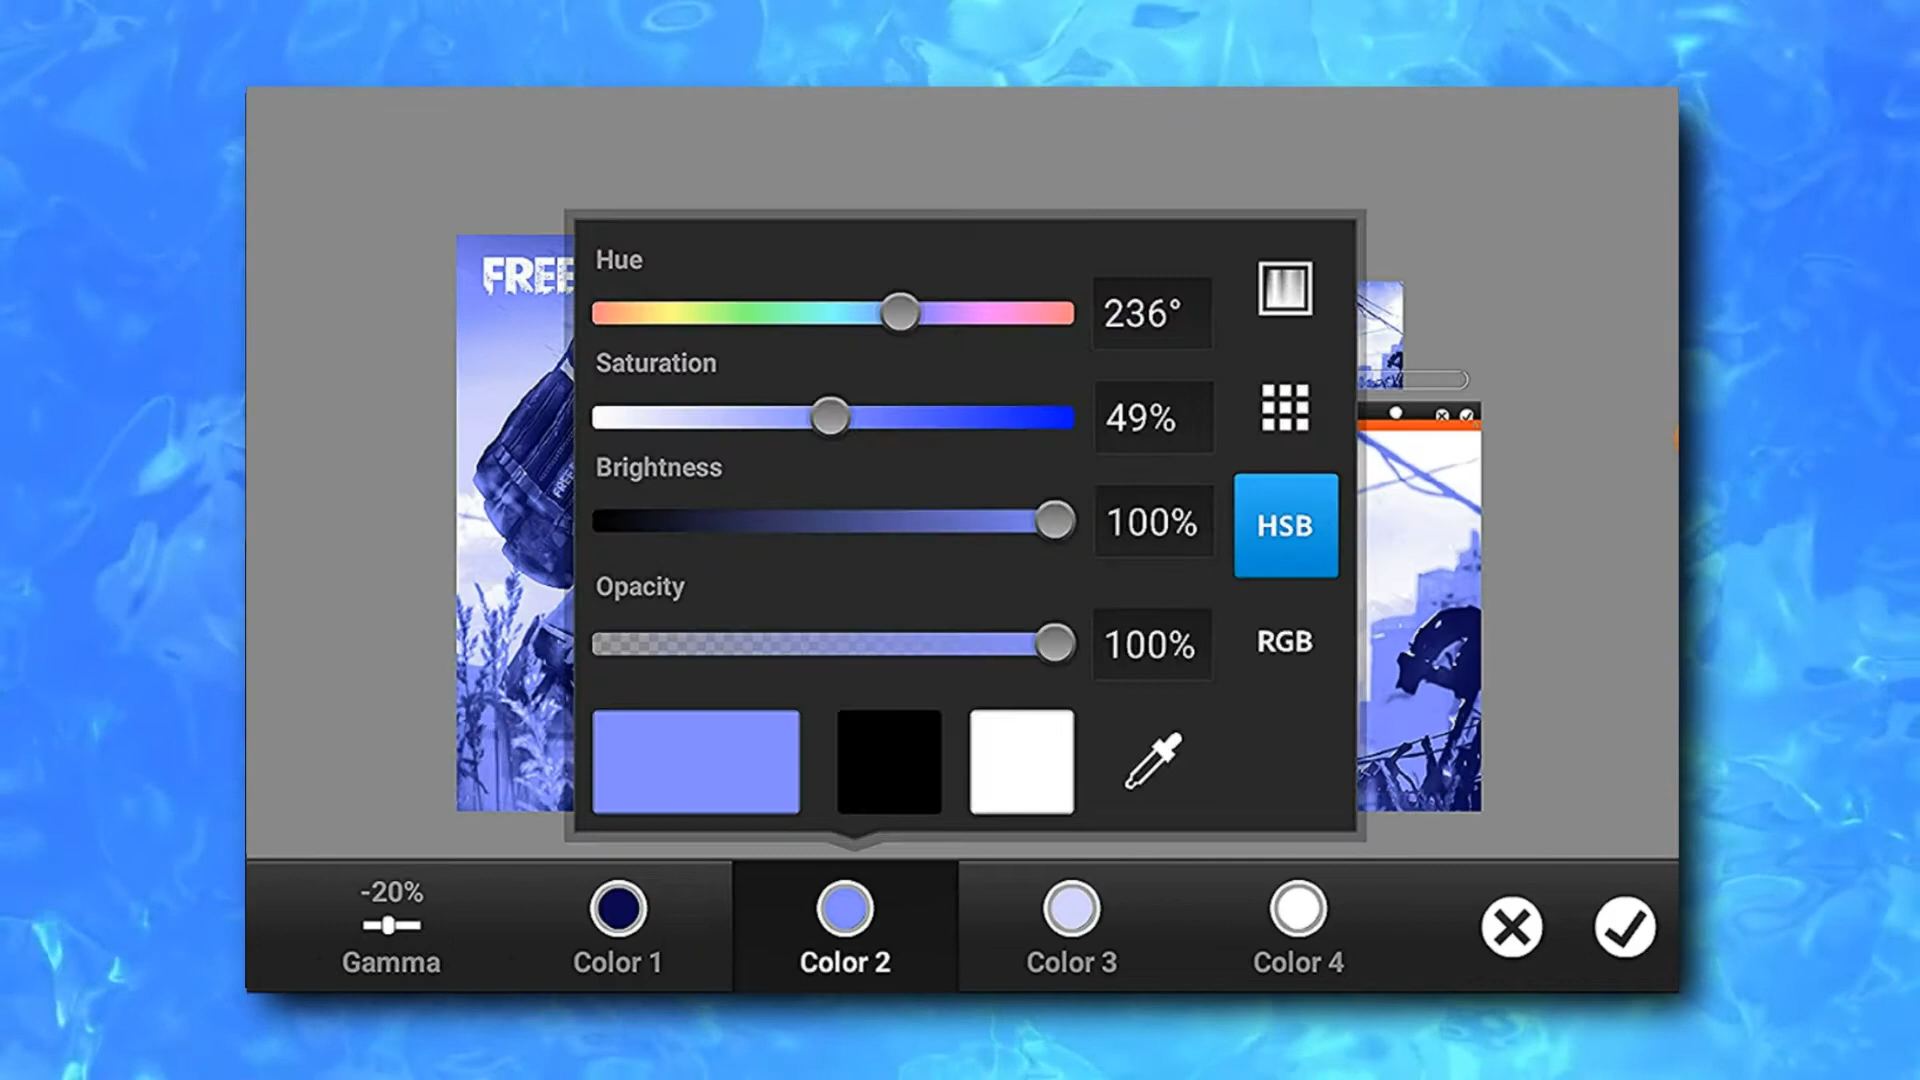 FREE
Hue
236°
Saturation
49%
Brightness
100%
HSB
Opacity
100%
RGB
-20%
Gamma
Color 1
Color 2
Color 3
Color 4